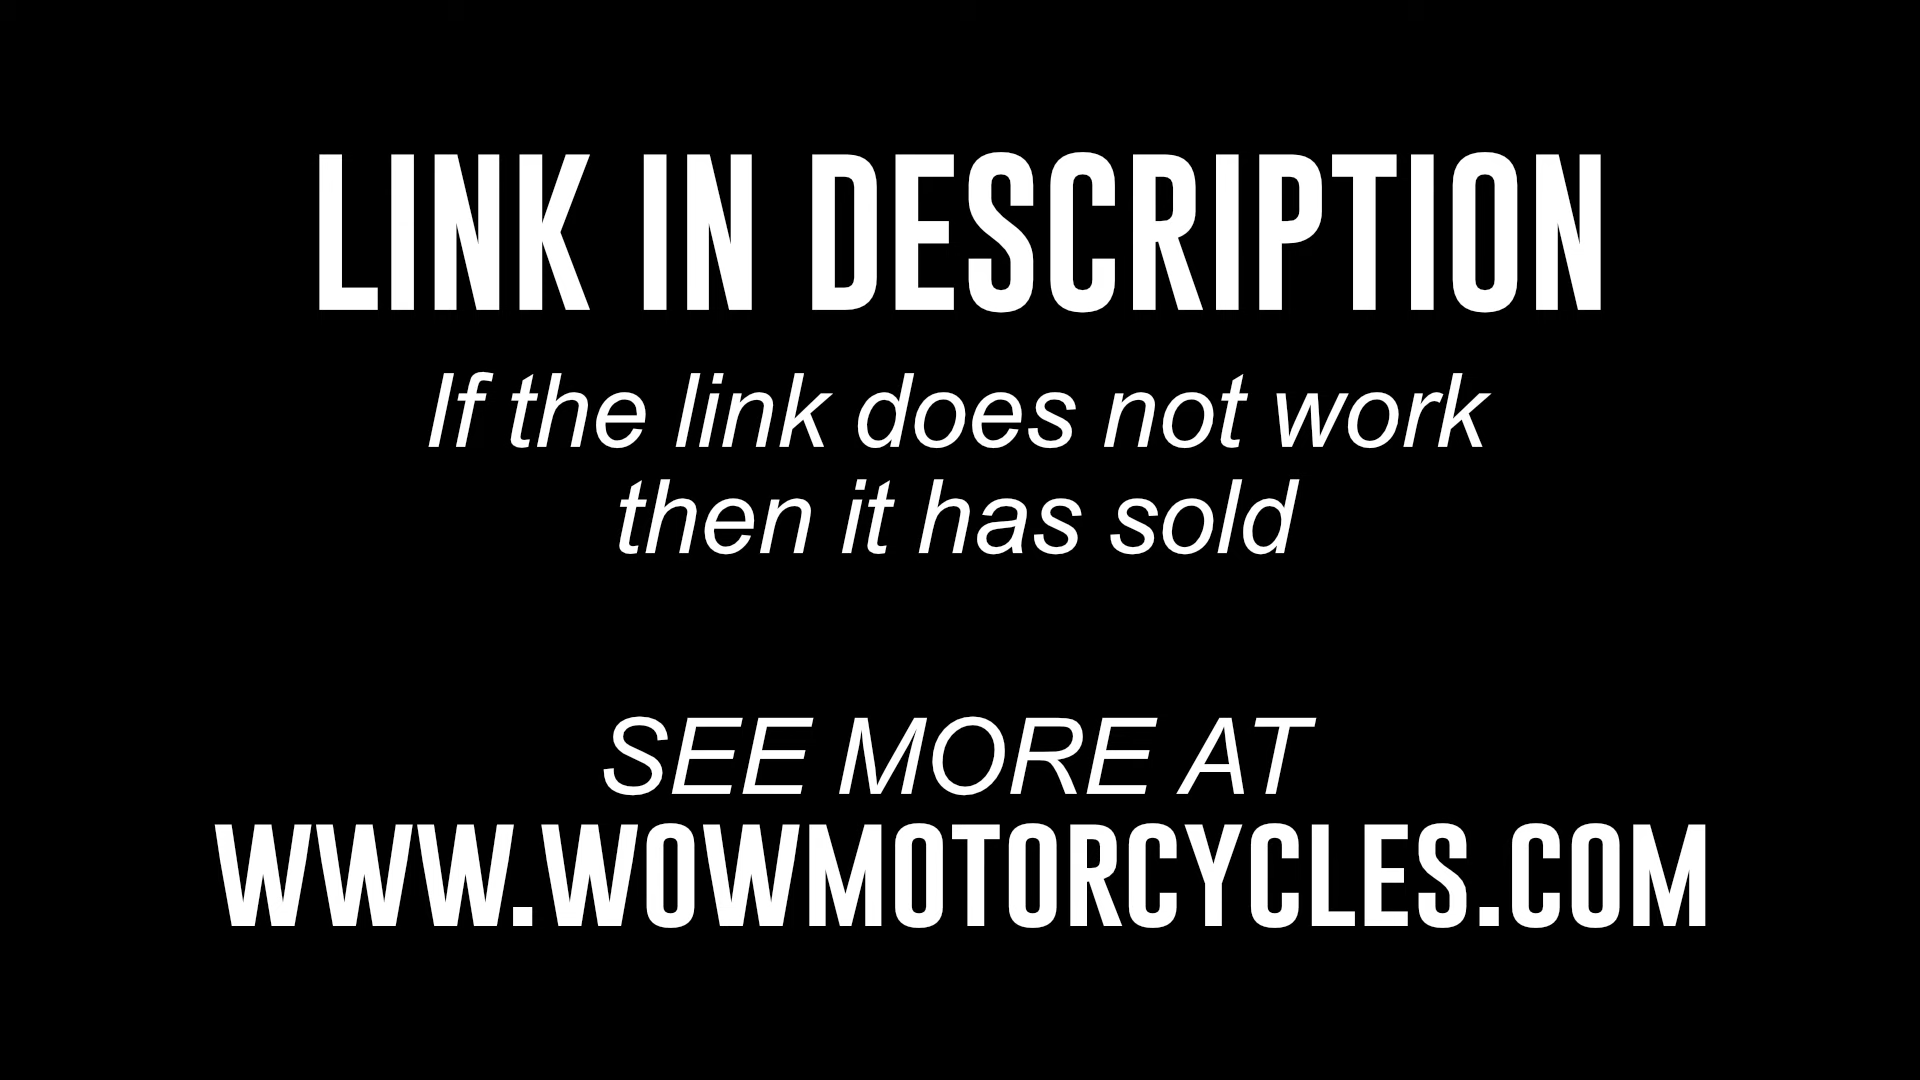 LINK IN DESCRIPTION
If the link does not work
then it has sold
SEE MORE AT
WWW.WOWMOTORCYCLES.COM